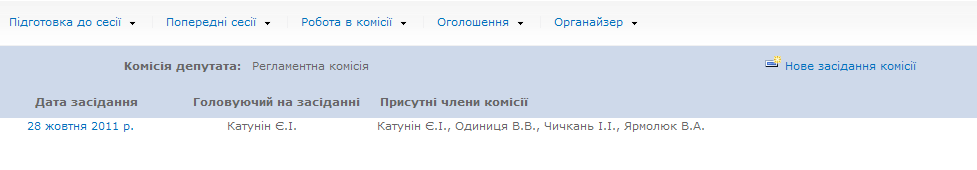 Підготовка до сесії Попередні сесії Робота в комісії Оголошення Органайзер
Комісія депутата: Регламентна комісія Нове засідання комісії
Дата засідання Головуючий на засіданні Присутні члени комісії
28 жовтня 2011 р. Катунін Є.І. Катунін Є.І., Одиниця В.В., Чичкань І.І., Ярмолюк В.А.